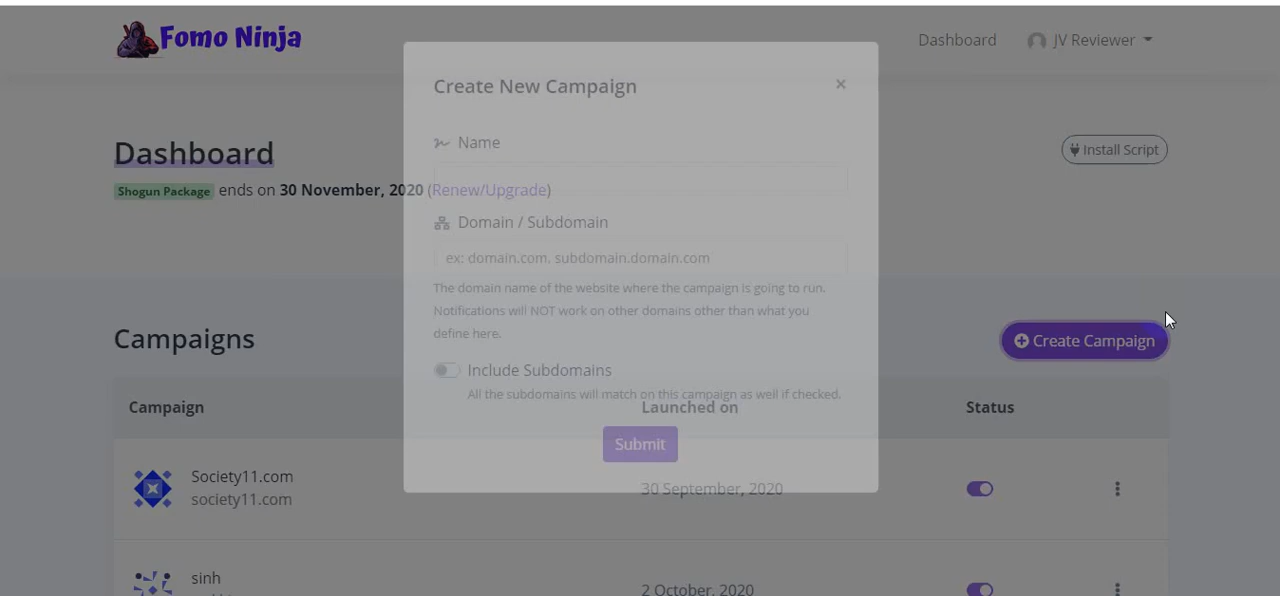 Fomo Ninja
Dashboard
JV Reviewer
Create New Campaign
×
Name
Dashboard
Install Script
Shogun Package ends on 30 November, 2020 (Renew/Upgrade)
Domain / Subdomain
ex: domain.com, subdomain.domain.com
The domain name of the website where the campaign is going to run.
Notifications will NOT work on other domains other than what you
define here.
Campaigns
Create Campaign
Include Subdomains
All the subdomains will match on this campaign as well if checked.
Campaign
Launched on
Status
Submit
Society11.com
society11.com
30 September, 2020
sinh
2 October, 2020